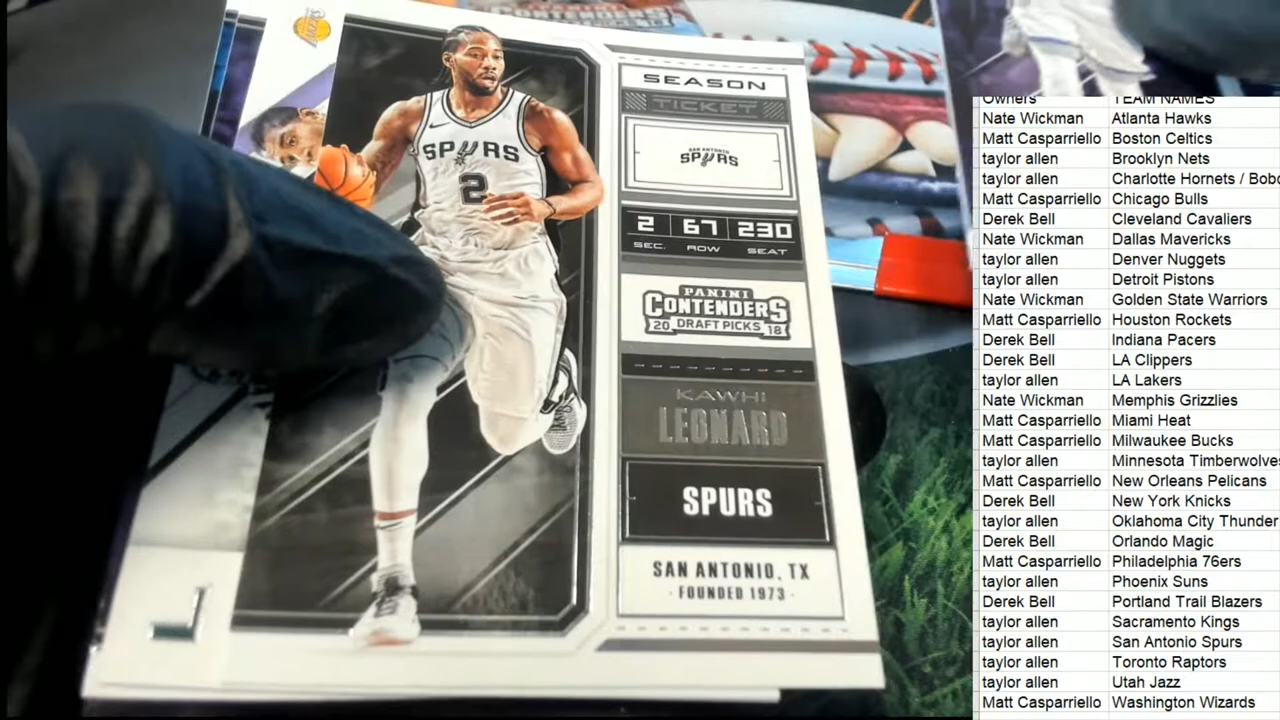 PANINI
CONTENDERS
LAKERS
SEASON
TICKET
SAN ANTONIO
SPURS
SPURS
2
2 67 230
SEC. ROW SEAT
PANINI
CONTENDERS
20 DRAFT PICKS 18
KAWHI
LEONARD
SPURS
SAN ANTONIO, TX
· FOUNDED 1973 ·
Owners TEAM NAMES
Nate Wickman Atlanta Hawks
Matt Casparriello Boston Celtics
taylor allen Brooklyn Nets
taylor allen Charlotte Hornets / Bobc
Matt Casparriello Chicago Bulls
Derek Bell Cleveland Cavaliers
Nate Wickman Dallas Mavericks
taylor allen Denver Nuggets
taylor allen Detroit Pistons
Nate Wickman Golden State Warriors
Matt Casparriello Houston Rockets
Derek Bell Indiana Pacers
Derek Bell LA Clippers
taylor allen LA Lakers
Nate Wickman Memphis Grizzlies
Matt Casparriello Miami Heat
Matt Casparriello Milwaukee Bucks
taylor allen Minnesota Timberwolves
Matt Casparriello New Orleans Pelicans
Derek Bell New York Knicks
taylor allen Oklahoma City Thunder
Derek Bell Orlando Magic
Matt Casparriello Philadelphia 76ers
taylor allen Phoenix Suns
Derek Bell Portland Trail Blazers
taylor allen Sacramento Kings
taylor allen San Antonio Spurs
taylor allen Toronto Raptors
taylor allen Utah Jazz
Matt Casparriello Washington Wizards